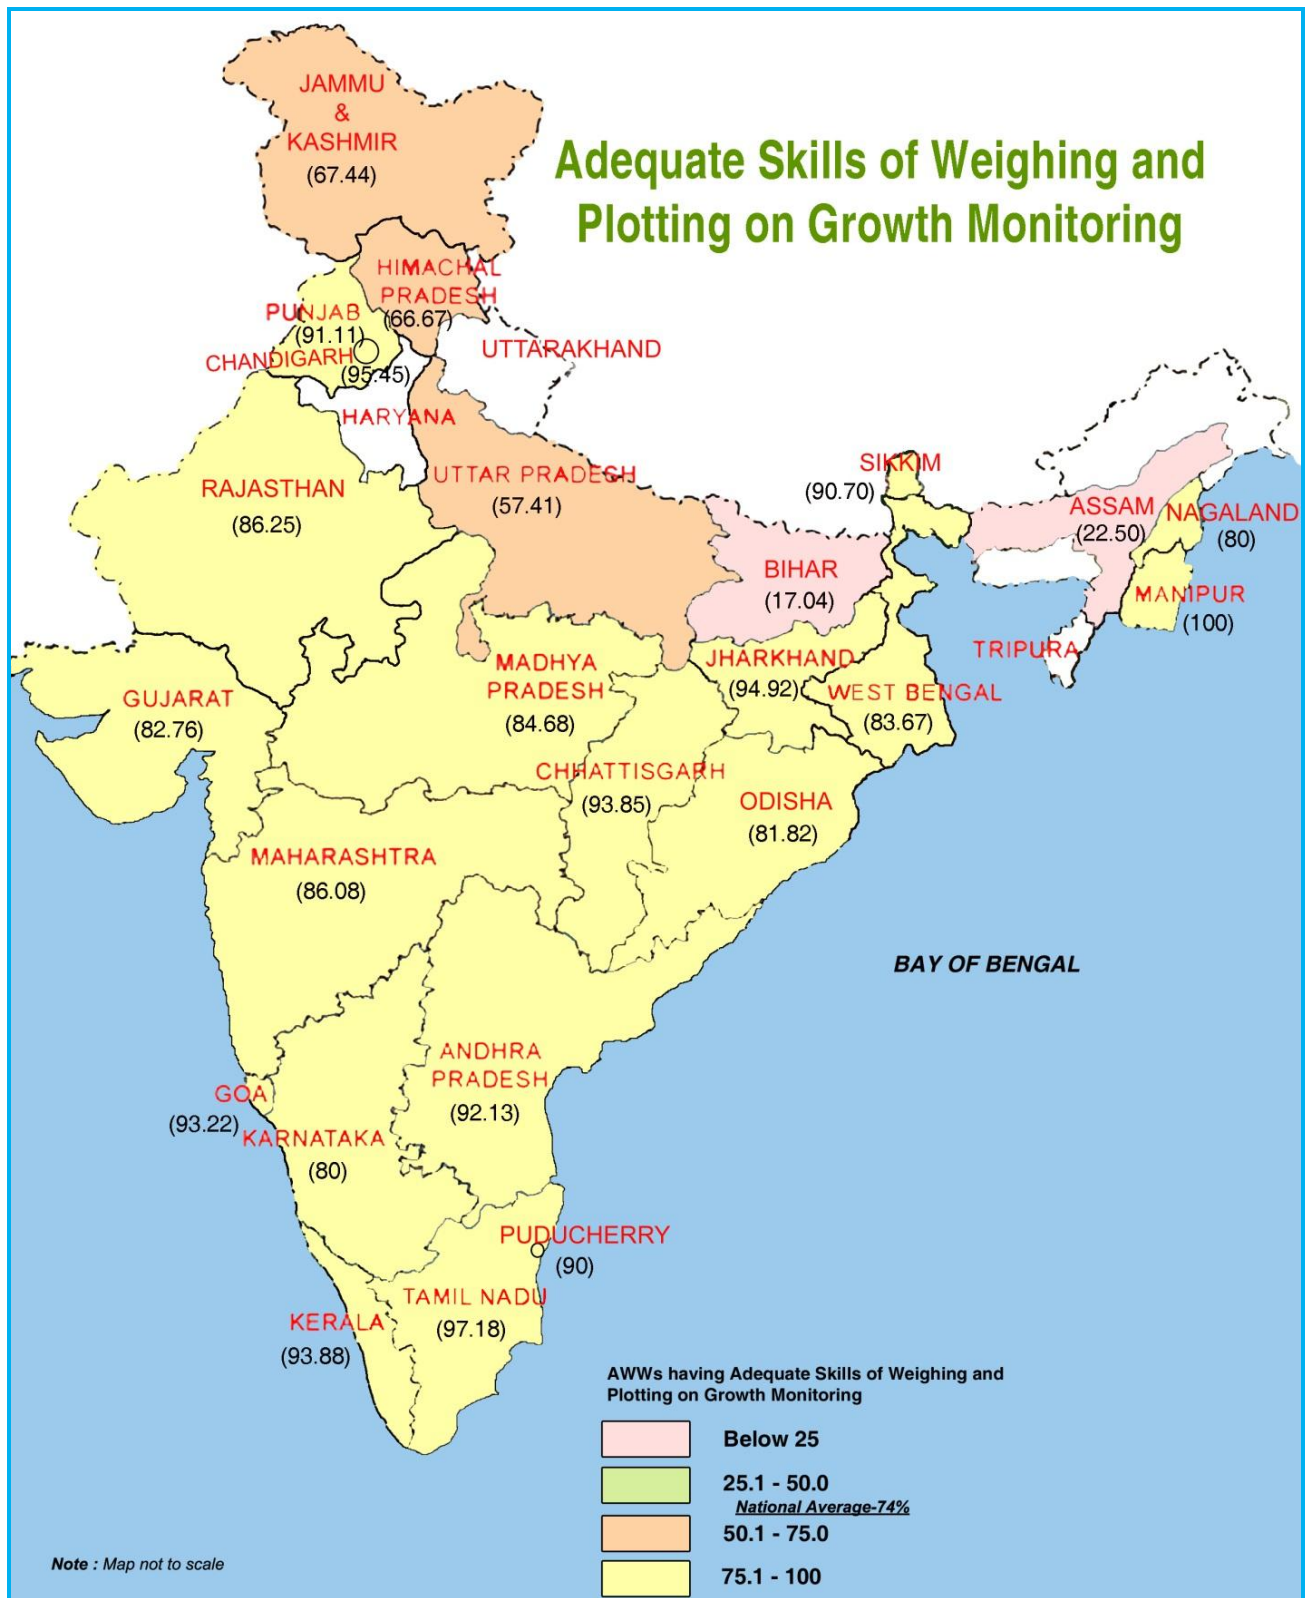 JAMMU
&
KASHMIR
(67.44)
Adequate Skills of Weighing and
Plotting on Growth Monitoring
HIMACHAL
PRADESH
(66.67)
PUNJAB
(91.11)
CHANDIGARH
(95.45)
UTTARAKHAND
HARYANA
RAJASTHAN
(86.25)
UTTAR PRADESH
(57.41)
SIKKIM
(90.70)
ASSAM
(22.50)
NAGALAND
(80)
BIHAR
(17.04)
MANIPUR
(100)
TRIPURA
JHARKHAND
(94.92)
WEST BENGAL
(83.67)
MADHYA
PRADESH
(84.68)
GUJARAT
(82.76)
CHHATTISGARH
(93.85)
ODISHA
(81.82)
MAHARASHTRA
(86.08)
BAY OF BENGAL
ANDHRA
PRADESH
(92.13)
GOA
(93.22)
KARNATAKA
(80)
PUDUCHERRY
(90)
TAMIL NADU
(97.18)
KERALA
(93.88)
AWWs having Adequate Skills of Weighing and
Plotting on Growth Monitoring
Below 25
25.1 - 50.0
National Average-74%
50.1 - 75.0
75.1 - 100
Note : Map not to scale